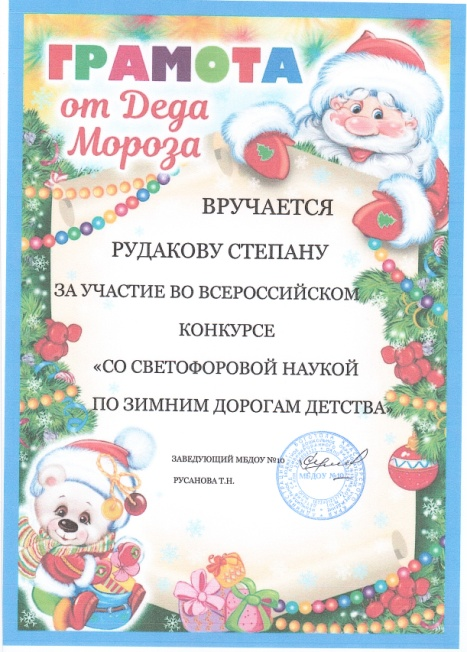 ГРАМОТА
от Деда
Мороза
ВРУЧАЕТСЯ
РУДАКОВУ СТЕПАНУ
ЗА УЧАСТИЕ ВО ВСЕРОССИЙСКОМ
КОНКУРСЕ
«СО СВЕТОФОРОВОЙ НАУКОЙ
ПО ЗИМНИМ ДОРОГАМ ДЕТСТВА»
ЗАВЕДУЮЩИЙ МБДОУ №10
РУСАНОВА Т.Н.
МБДОУ